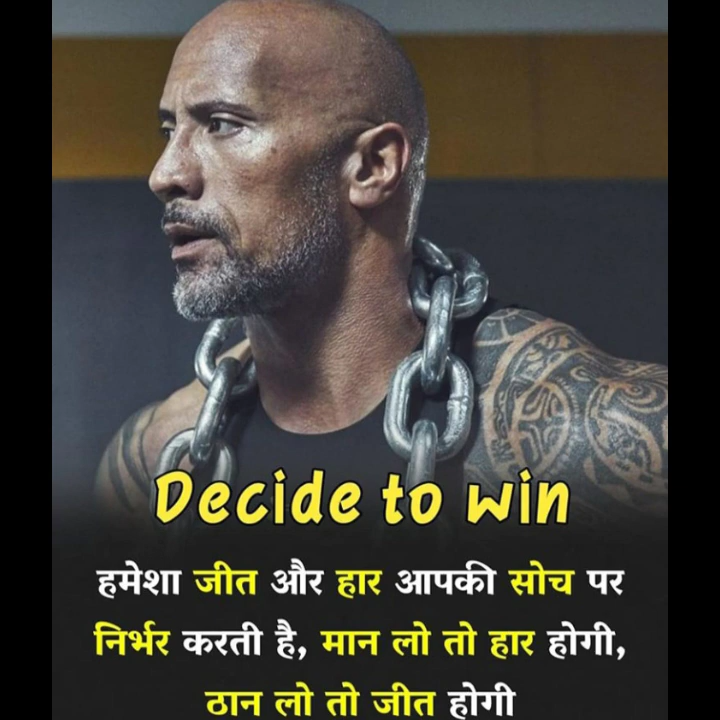 Decide to win
हमेशा जीत और हार आपकी सोच पर
निर्भर करती है, मान लो तो हार होगी,
ठान लो तो जीत होगी